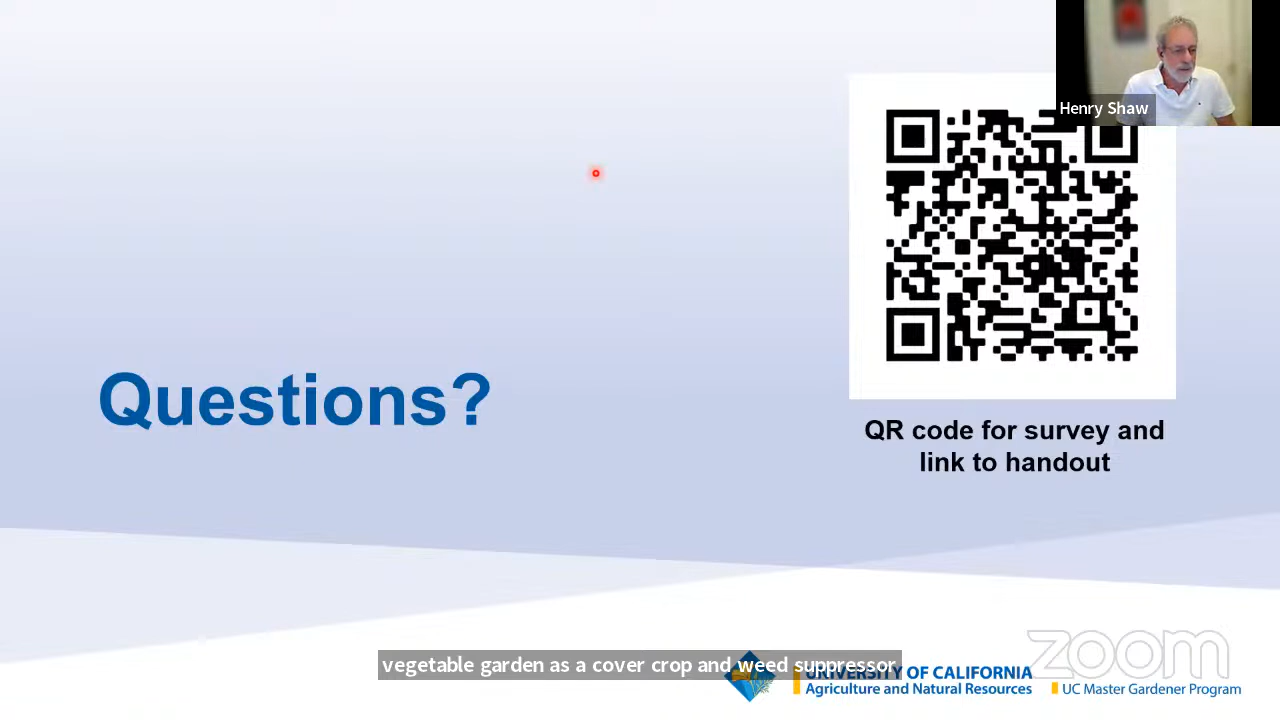 Henry Shaw
Questions?
QR code for survey and
link to handout
zoom
vegetable garden as a cover crop and weed suppressor
UNIVERSITY OF CALIFORNIA
Agriculture and Natural Resources
UC Master Gardener Program